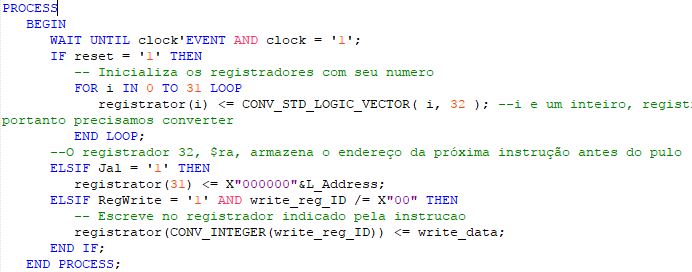 PROCESS
BEGIN
WAIT UNTIL clock'EVENT AND clock = '1';
IF reset = '1' THEN
-- Inicializa os registradores com seu numero
FOR i IN 0 TO 31 LOOP
registrator(i) <= CONV_STD_LOGIC_VECTOR( i, 32 ); --i e um inteiro,
portanto precisamos converter
END LOOP;
--O registrador 32, $ra, armazena o endereço da próxima instrução antes do pulo
ELSIF Jal = '1' THEN
registrator(31) <= X"000000"&L_Address;
ELSIF RegWrite = '1' AND write_reg_ID /= X"00" THEN
-- Escreve no registrador indicado pela instrucao
registrator(CONV_INTEGER(write_reg_ID)) <= write_data;
END IF;
END PROCESS;